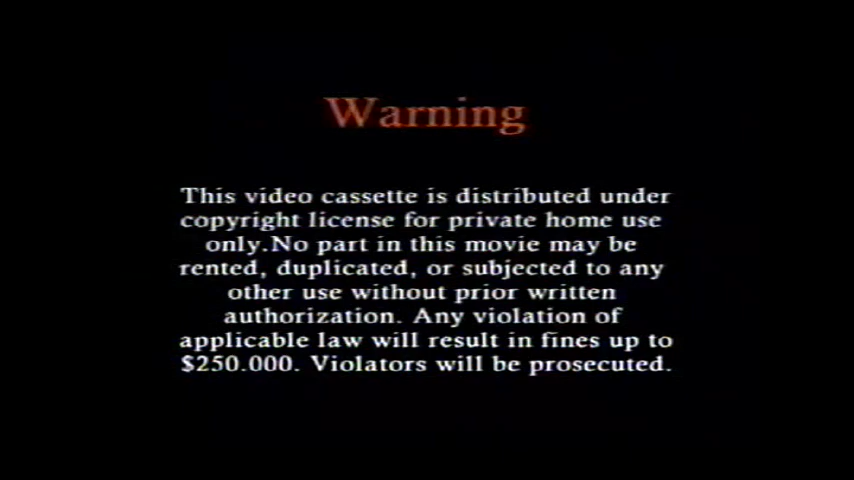 Warning
This video cassette is distributed under
copyright license for private home use
only.No part in this movie may be
rented, duplicated, or subjected to any
other use without prior written
authorization. Any violation of
applicable law will result in fines up to
$250.000. Violators will be prosecuted.